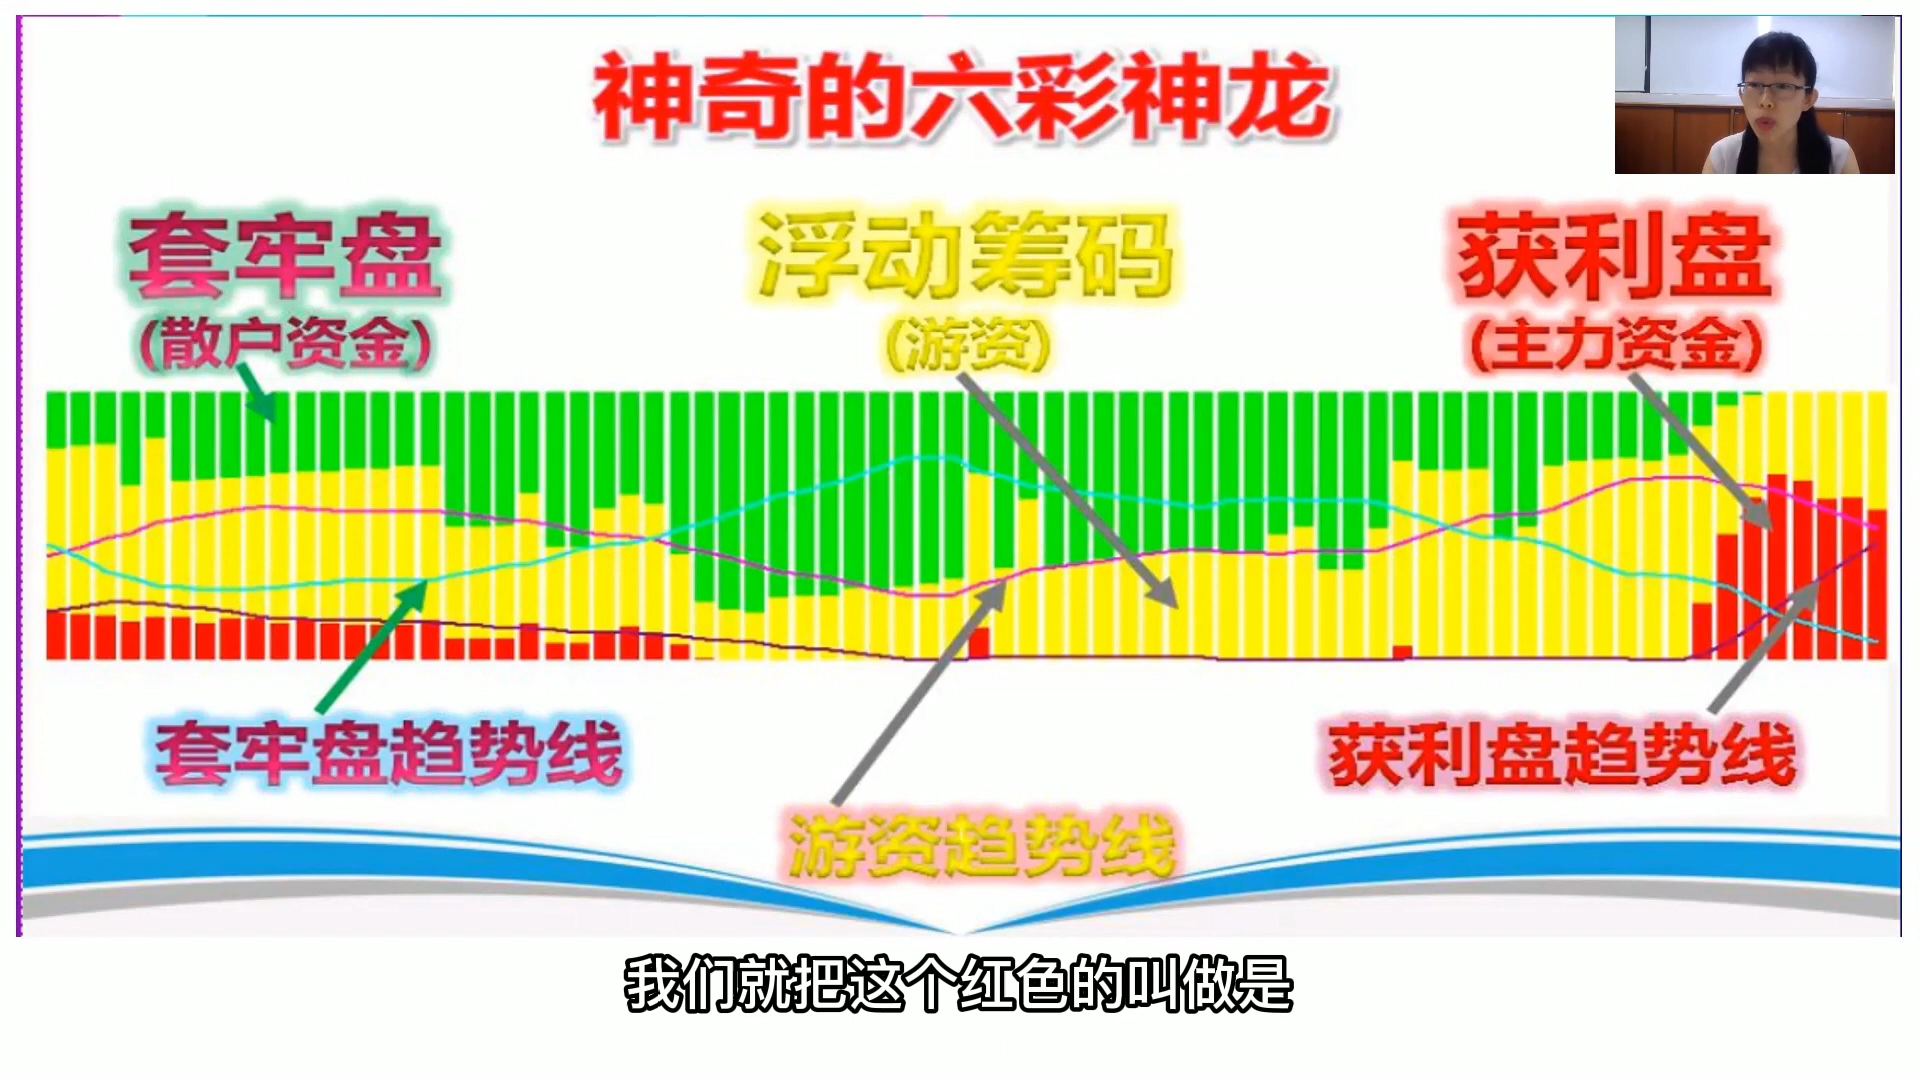 神奇的六彩神龙
套牢盘
(散户资金)
浮动筹码
(游资)
获利盘
(主力资金)
套牢盘趋势线
游资趋势线
获利盘趋势线
我们就把这个红色的叫做是